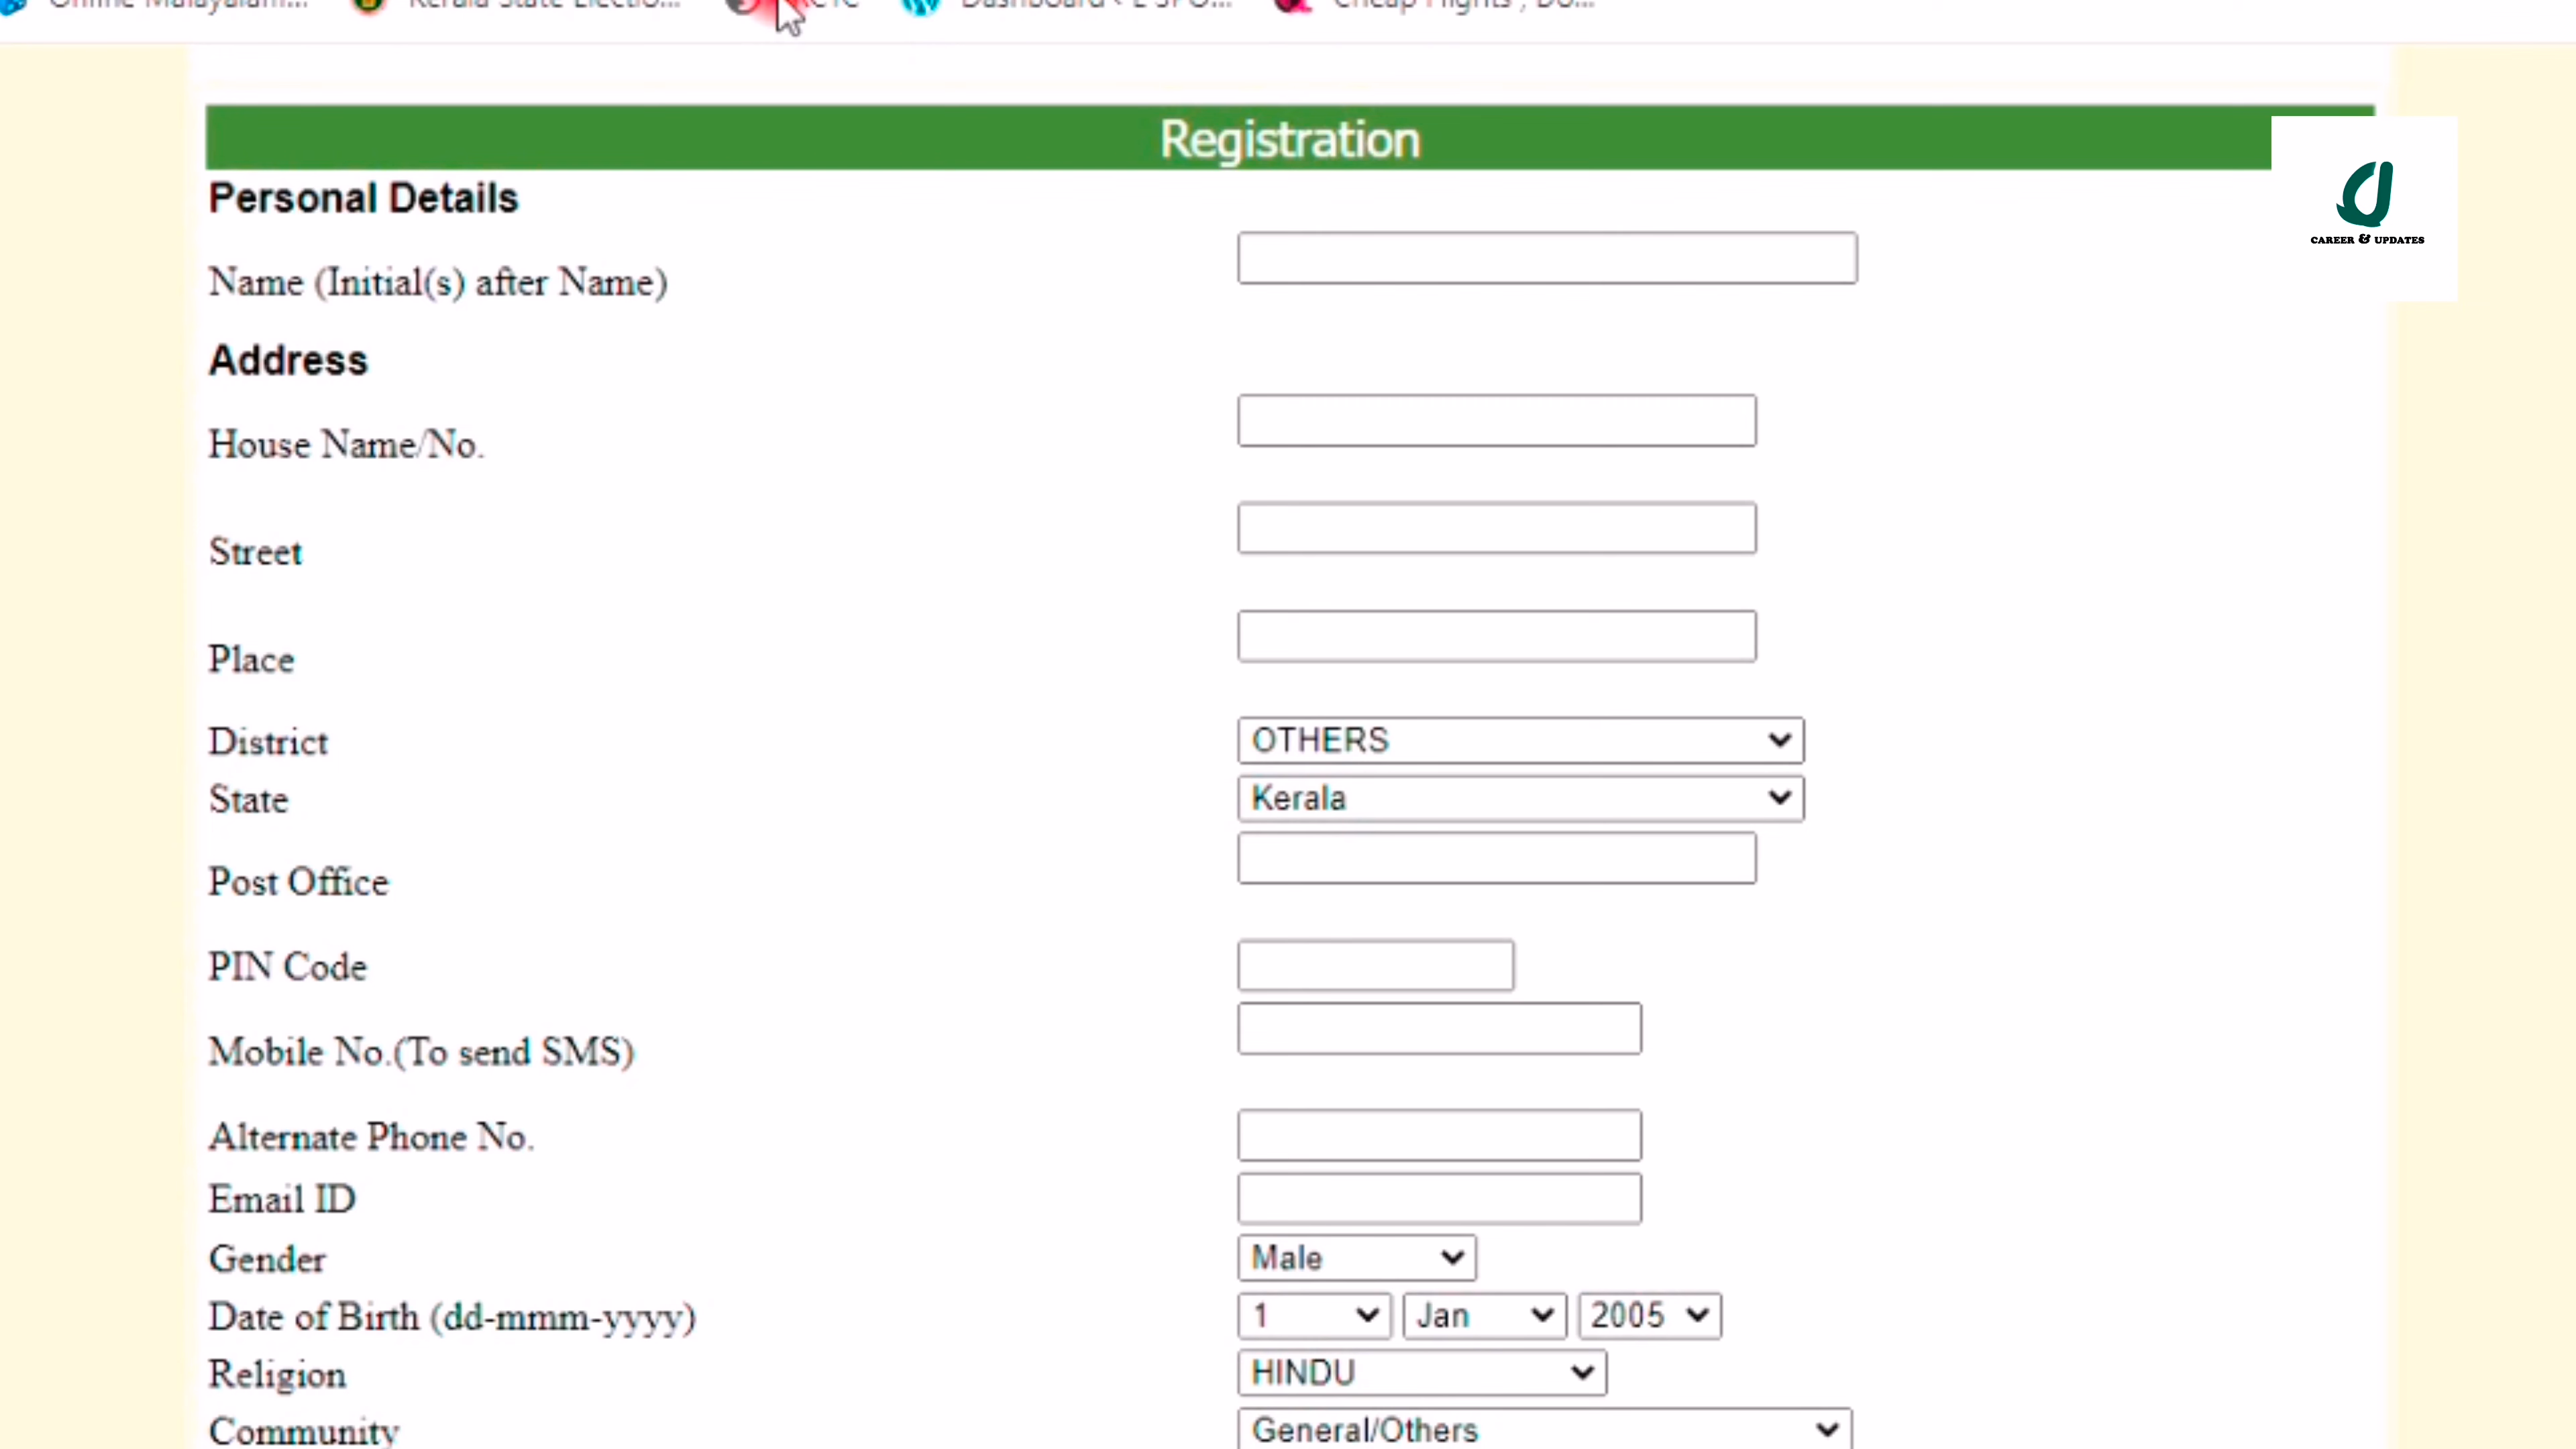 Registration
CAREER & UPDATES
Personal Details
Name (Initial(s) after Name)
Address
House Name/No.
Street
Place
District OTHERS
State Kerala
Post Office
PIN Code
Mobile No.(To send SMS)
Alternate Phone No.
Email ID
Gender Male
Date of Birth (dd-mmm-yyyy) 1 Jan 2005
Religion HINDU
Community General/Others